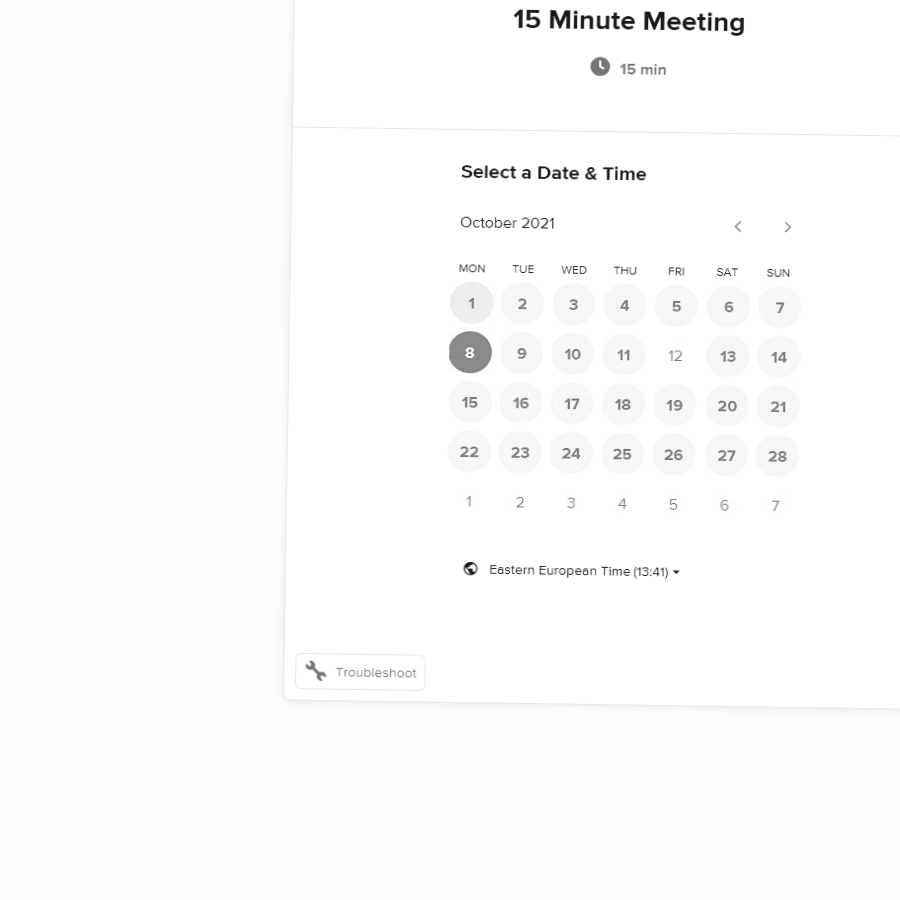 15 Minute Meeting
15 min
Select a Date & Time
October 2021
MON TUE WED THU FRI SAT SUN
1 2 3 4 5 6 7
8 9 10 11 12 13 14
15 16 17 18 19 20 21
22 23 24 25 26 27 28
1 2 3 4 5 6 7
Eastern European Time (13:41)
Troubleshoot